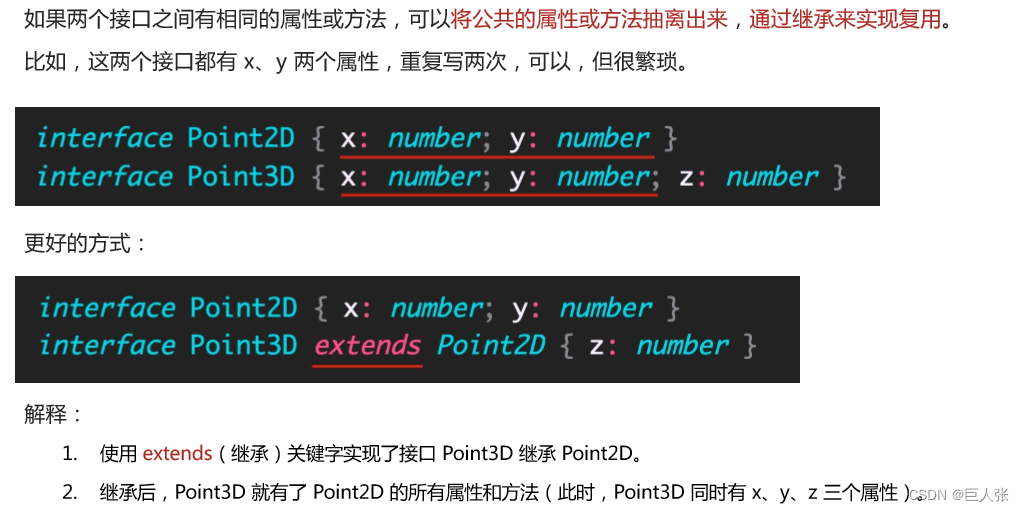 如果两个接口之间有相同的属性或方法，可以将公共的属性或方法抽离出来，通过继承来实现复用。
比如，这两个接口都有 x、y 两个属性，重复写两次，可以，但很繁琐。
interface Point2D { x: number; y: number }
interface Point3D { x: number; y: number; z: number }
更好的方式：
interface Point2D { x: number; y: number }
interface Point3D extends Point2D { z: number }
解释：
1. 使用 extends（继承）关键字实现了接口 Point3D 继承 Point2D。
2. 继承后，Point3D 就有了 Point2D 的所有属性和方法（此时，Point3D 同时有 x、y、z 三个属性）。
CSDN @巨人张